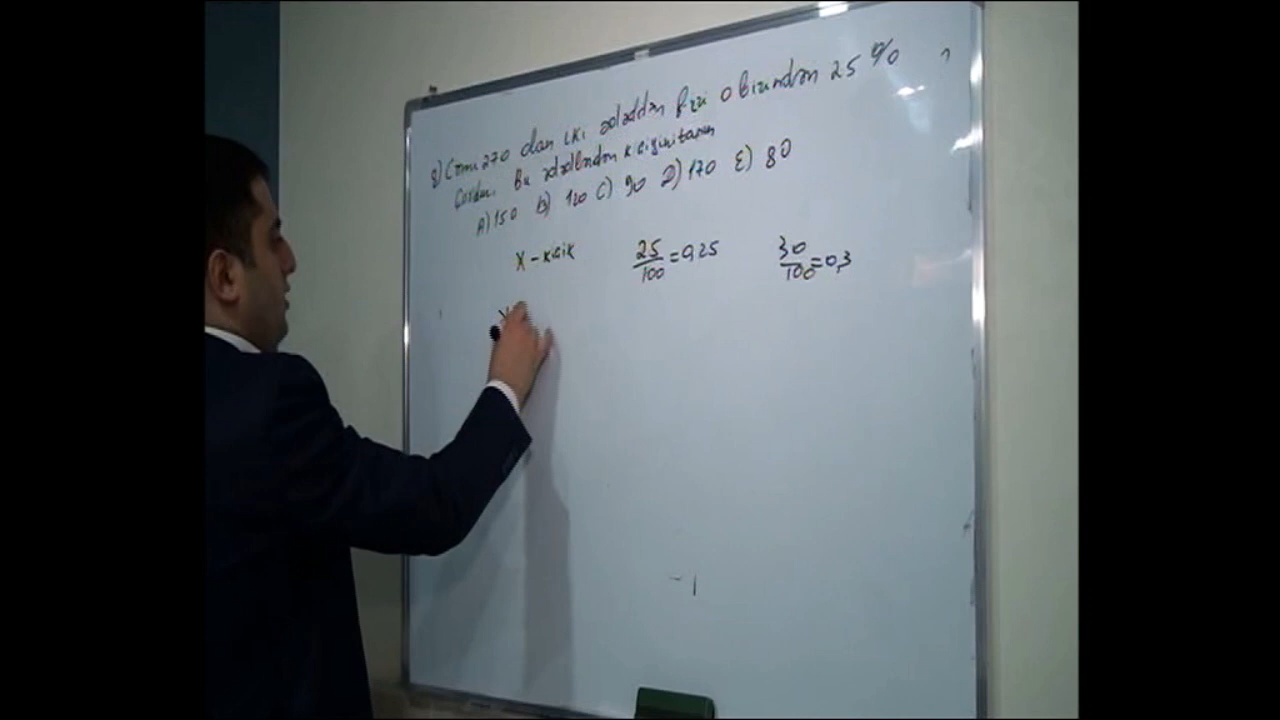 8) Cəmi 270 olan iki ədəddən biri o birindən 25 %
çoxdur. Bu ədədlərdən kiçiyini tapın
A) 150 B) 120 C) 90 D) 170 E) 80
x - kiçik 25/100 = 0,25 30/100 = 0,3